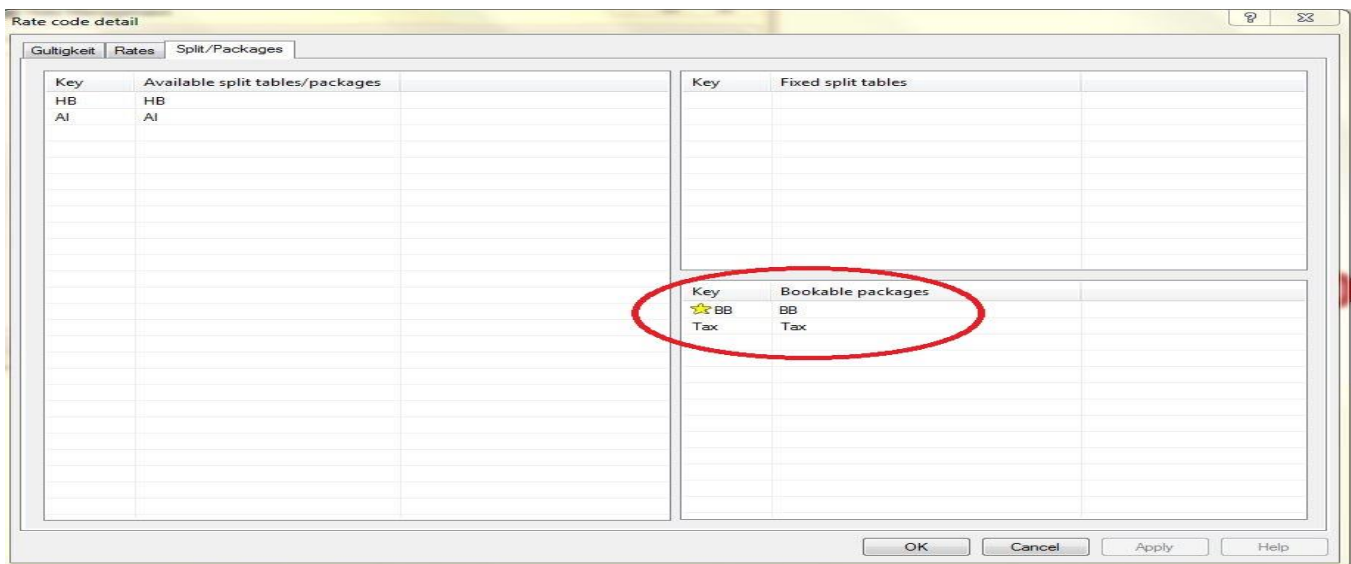 Rate code detail
Gultigkeit Rates Split/Packages
Key Available split tables/packages
HB HB
AI AI
Key Fixed split tables
Key Bookable packages
BB BB
Tax Tax
OK Cancel Apply Help